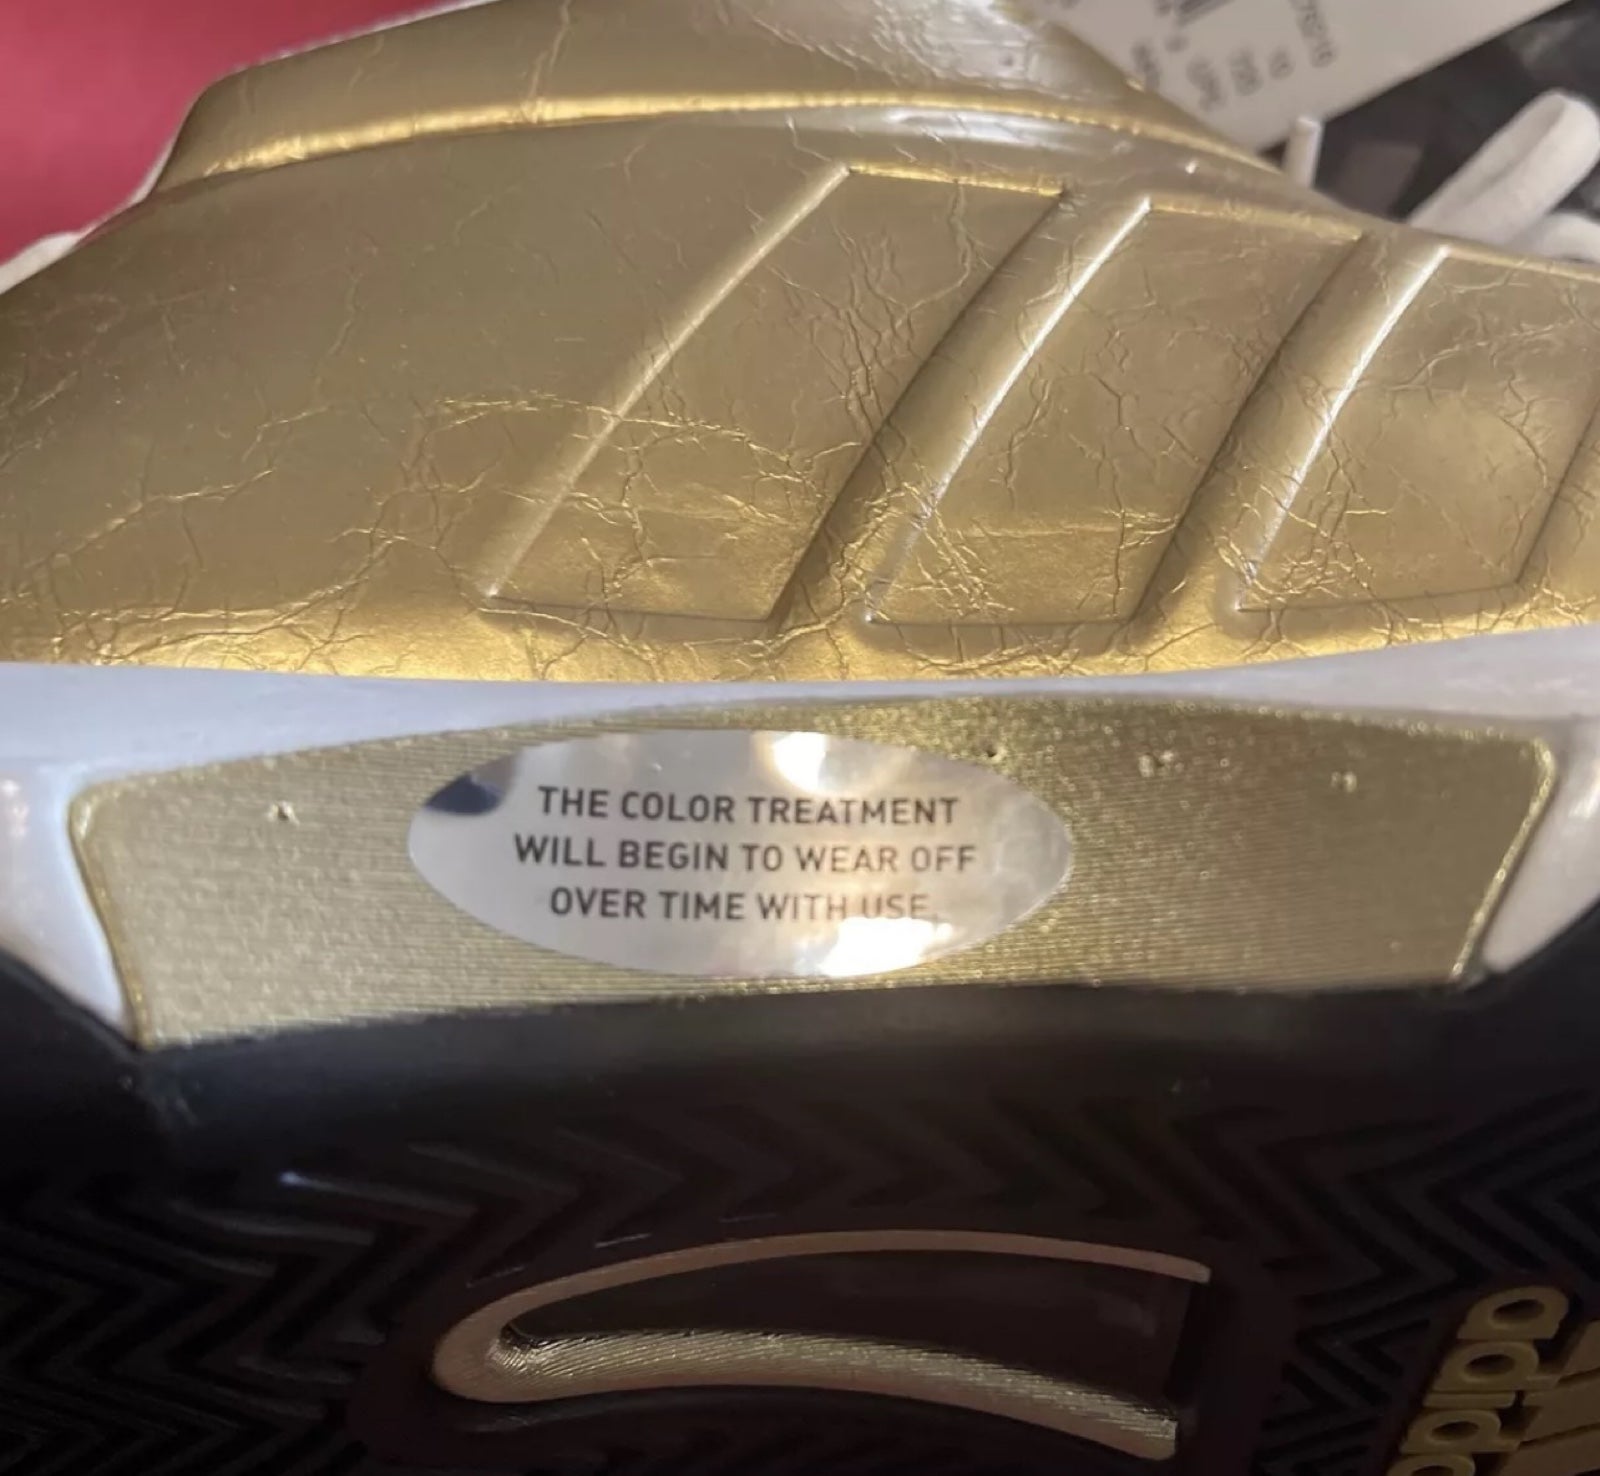 THE COLOR TREATMENT
WILL BEGIN TO WEAR OFF
OVER TIME WITH USE.
adidas